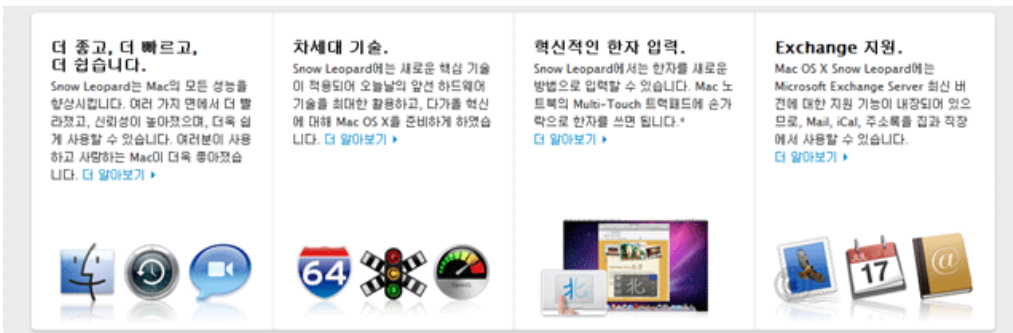 더 좋고, 더 빠르고,
더 쉽습니다.
Snow Leopard는 Mac의 모든 성능을
향상시킵니다. 여러 가지 면에서 더 빨
라졌고, 신뢰성이 높아졌으며, 더욱 쉽
게 사용할 수 있습니다. 여러분이 사용
하고 사랑하는 Mac이 더욱 좋아졌습
니다. 더 알아보기
차세대 기술.
Snow Leopard에는 새로운 핵심 기술
이 적용되어 오늘날의 앞선 하드웨어
기술을 최대한 활용하고, 다가올 혁신
에 대해 Mac OS X을 준비하게 하였습
니다. 더 알아보기
64
OpenCL
혁신적인 한자 입력.
Snow Leopard에서는 한자를 새로운
방법으로 입력할 수 있습니다. Mac 노
트북의 Multi-Touch 트랙패드에 손가
락으로 한자를 쓰면 됩니다.*
더 알아보기
北
北
Exchange 지원.
Mac OS X Snow Leopard에는
Microsoft Exchange Server 최신 버
전에 대한 지원 기능이 내장되어 있으
므로, Mail, iCal, 주소록을 집과 직장
에서 사용할 수 있습니다.
더 알아보기
JUL
17
@